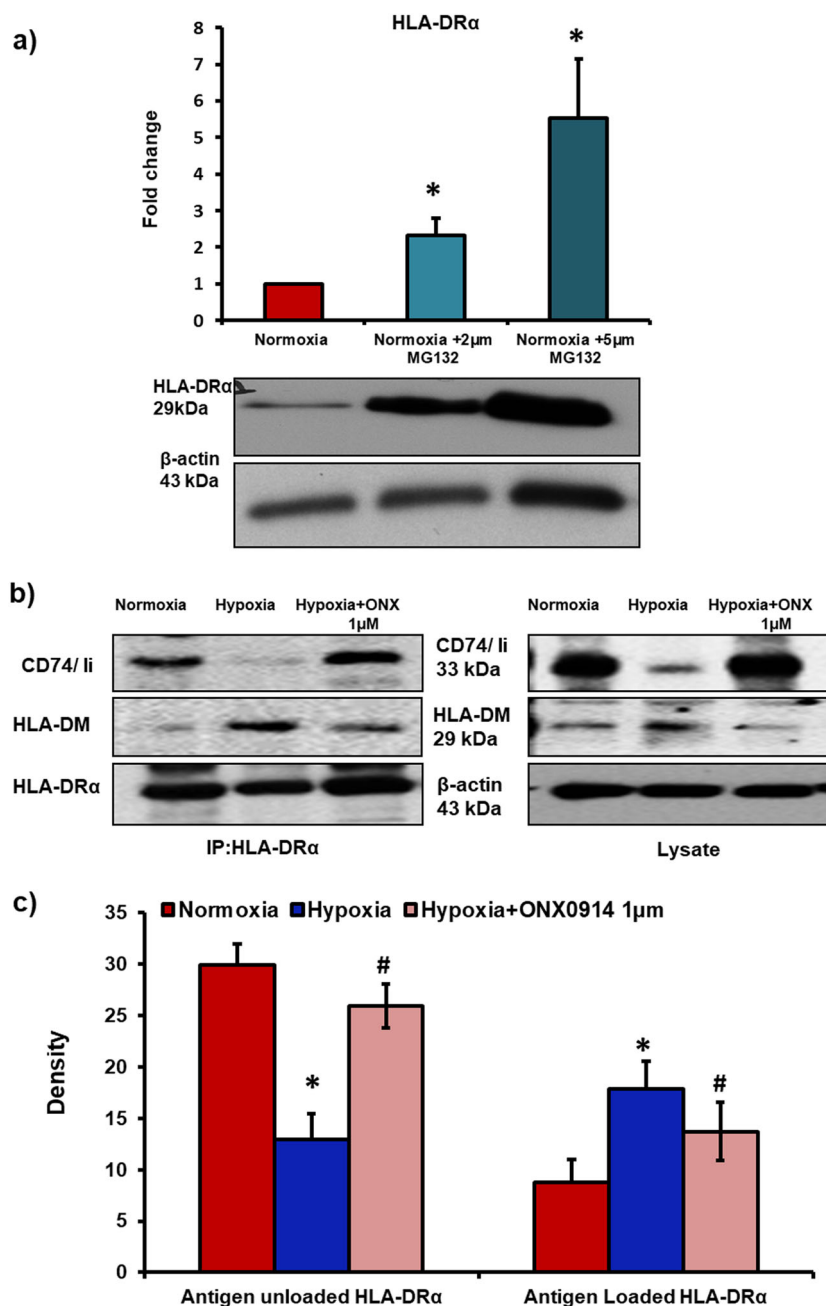 a)
HLA-DRα
Fold change
8
7
6
5
4
3
2
1
0
*
*
Normoxia
Normoxia +2μm
MG132
Normoxia +5μm
MG132
HLA-DRα
29kDa
β-actin
43 kDa
b)
Normoxia Hypoxia Hypoxia+ONX
1μM
CD74/ Ii
HLA-DM
HLA-DRα
IP:HLA-DRα
Normoxia Hypoxia Hypoxia+ONX
1μM
CD74/ Ii
33 kDa
HLA-DM
29 kDa
β-actin
43 kDa
Lysate
c)
Normoxia Hypoxia Hypoxia+ONX0914 1μm
Density
35
30
25
20
15
10
5
0
*
#
*
#
Antigen unloaded HLA-DRα
Antigen Loaded HLA-DRα